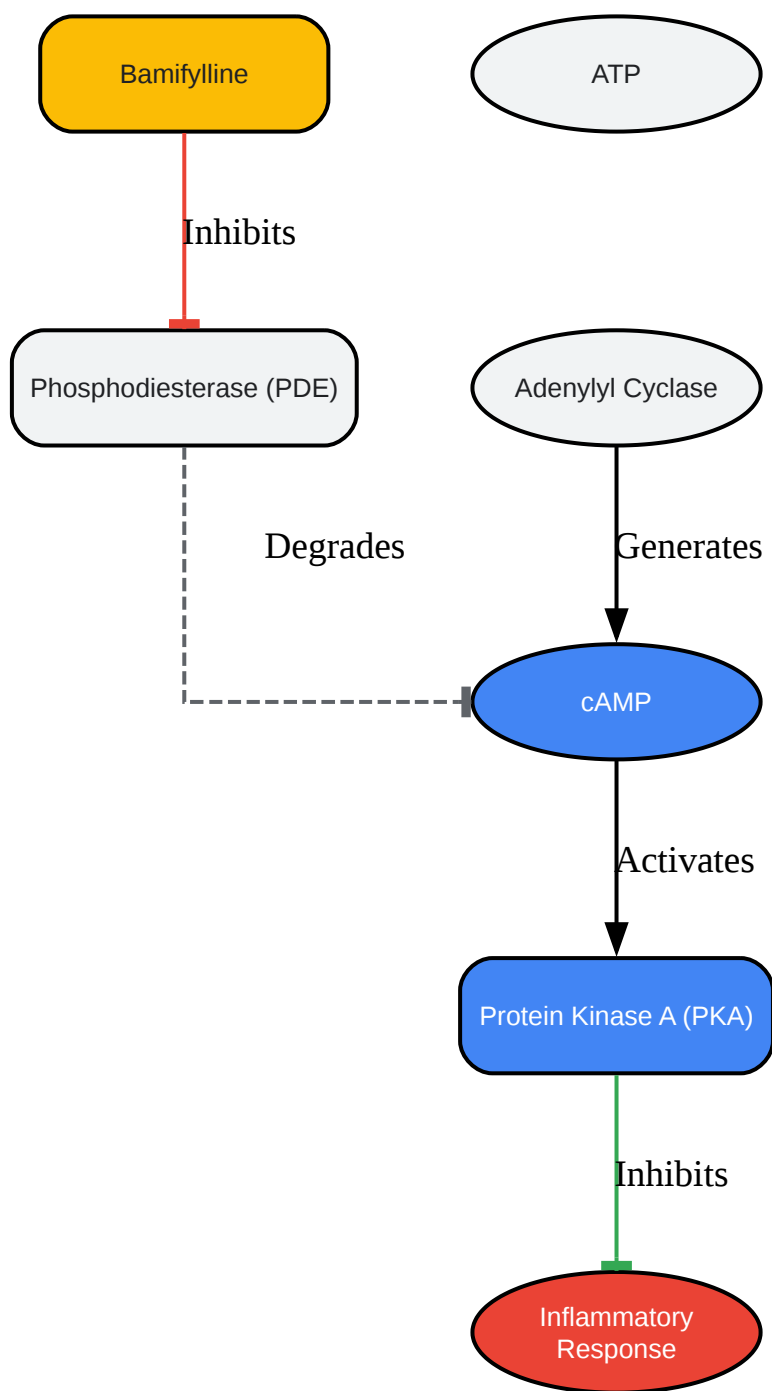 Bamifylline
ATP
Inhibits
Phosphodiesterase (PDE)
Adenylyl Cyclase
Degrades
Generates
cAMP
Activates
Protein Kinase A (PKA)
Inhibits
Inflammatory
Response